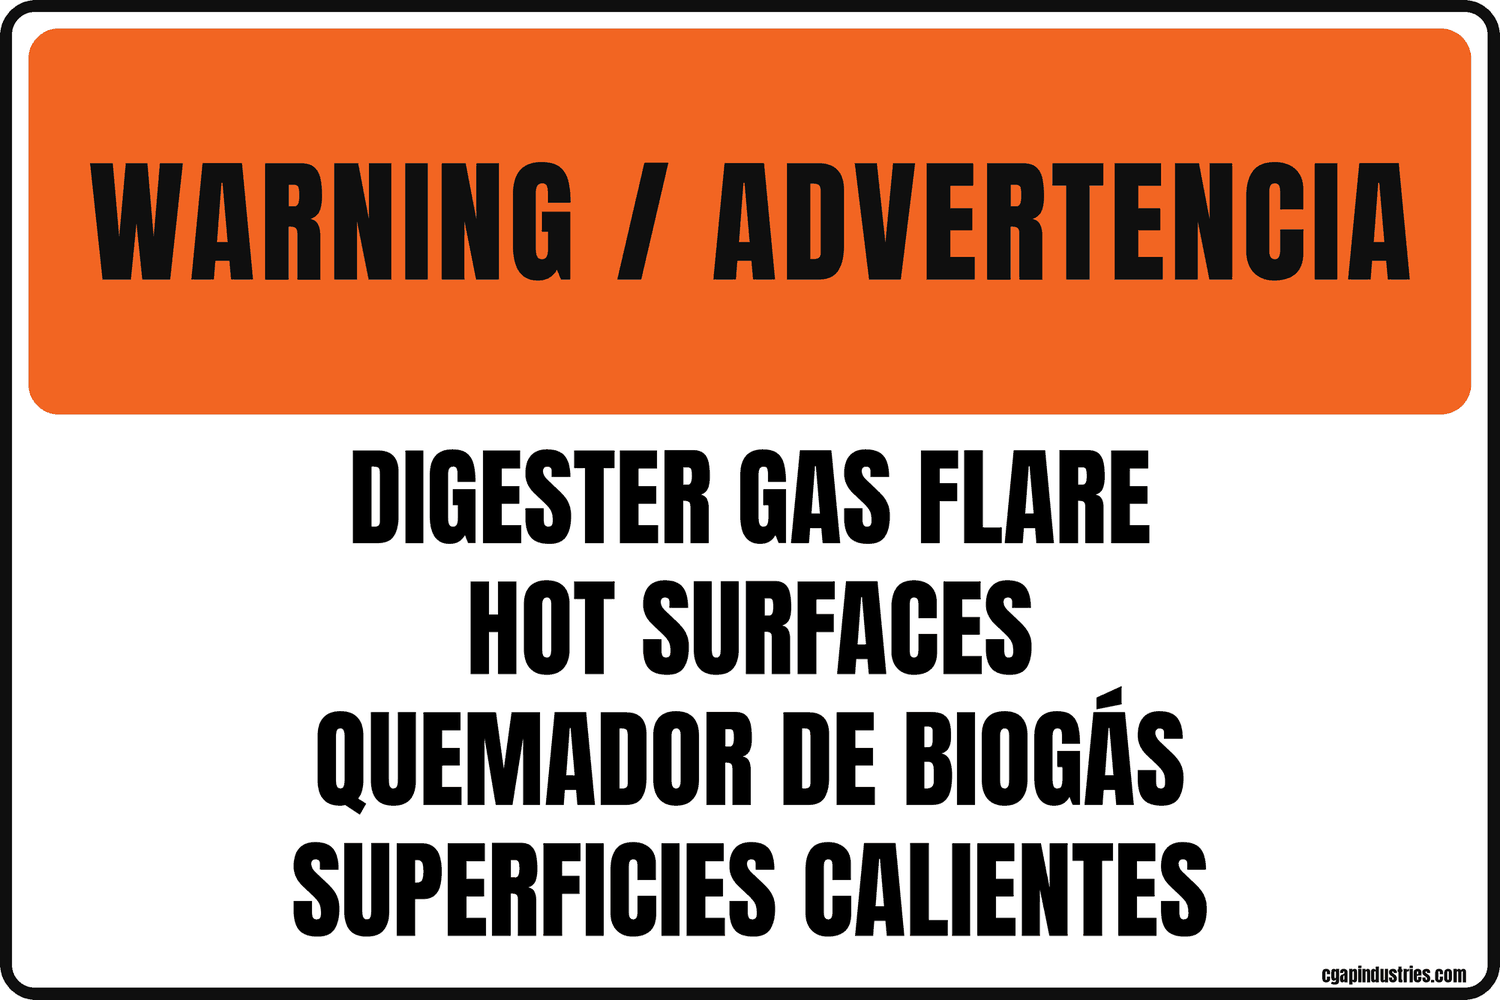 WARNING / ADVERTENCIA
DIGESTER GAS FLARE
HOT SURFACES
QUEMADOR DE BIOGÁS
SUPERFICIES CALIENTES
cgapindustries.com